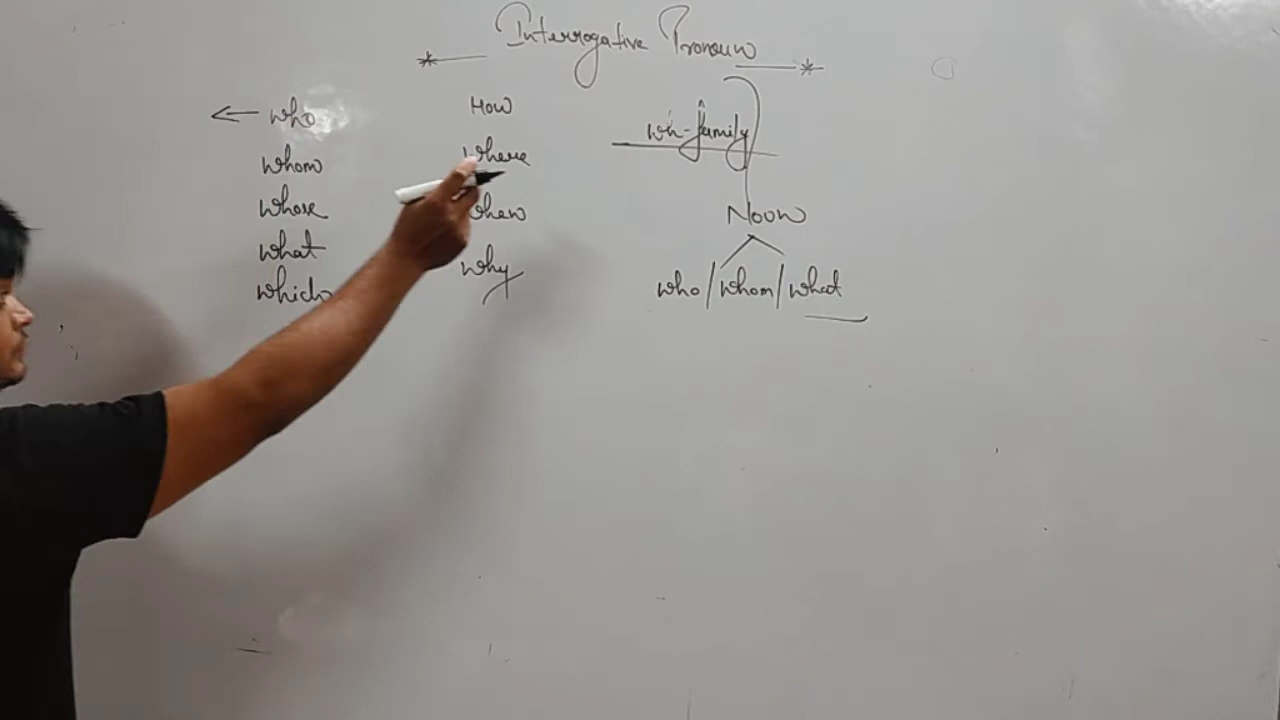 Interrogative Pronoun
← who
whom
whose
what
which
How
where
when
why
wh-family
Noun
who/whom/what